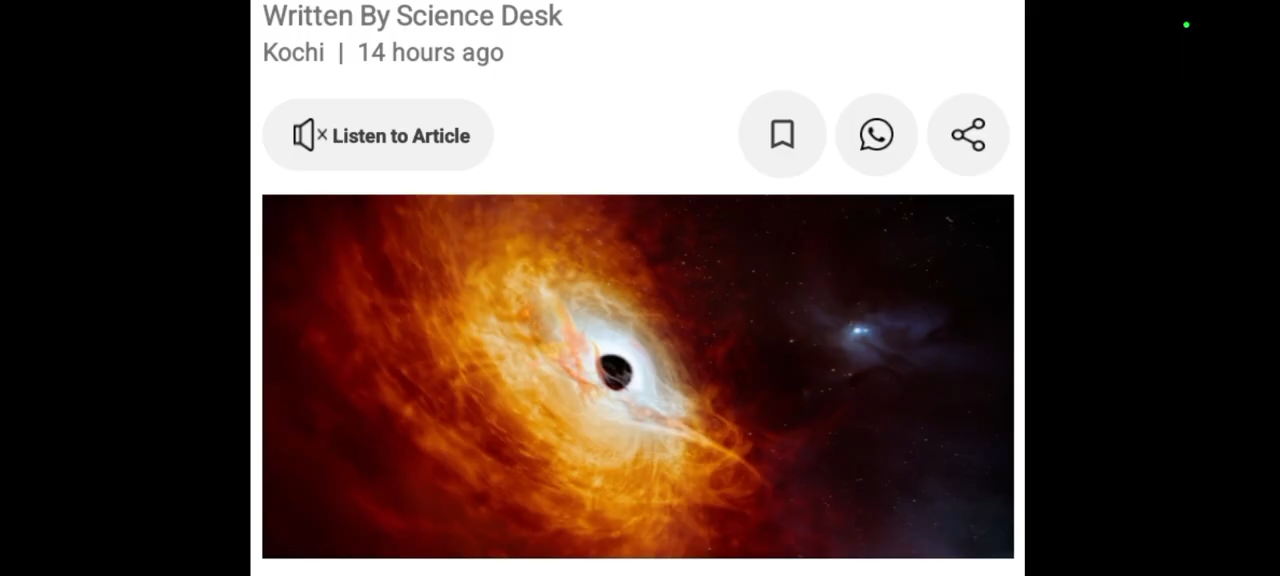 Written By Science Desk
Kochi | 14 hours ago
Listen to Article